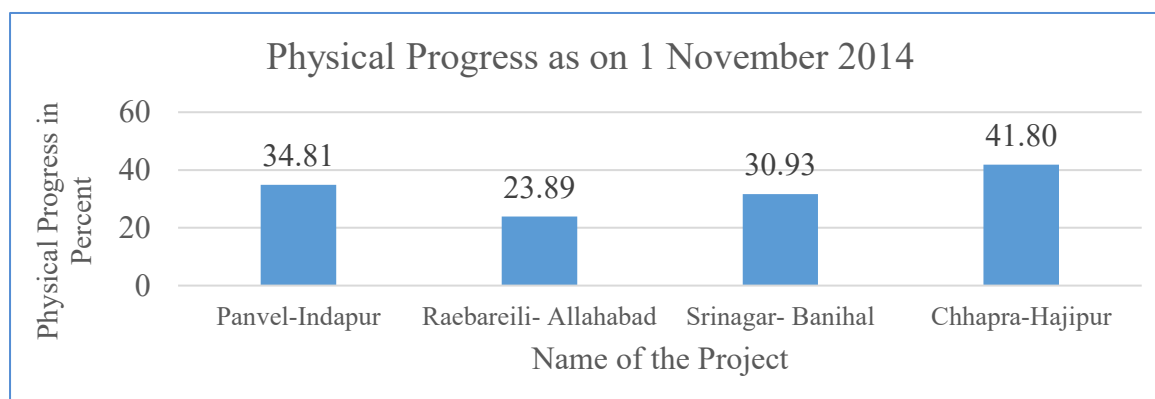 Physical Progress as on 1 November 2014
Physical Progress in
Percent
60
40
20
0
34.81
23.89
30.93
41.80
Panvel-Indapur
Raebareili- Allahabad
Srinagar- Banihal
Chhapra-Hajipur
Name of the Project